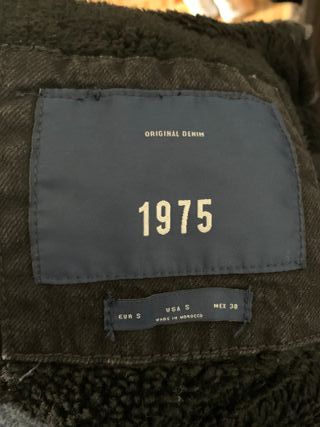 ORIGINAL DENIM
1975
EUR S USA S MEX 30
MADE IN MOROCCO